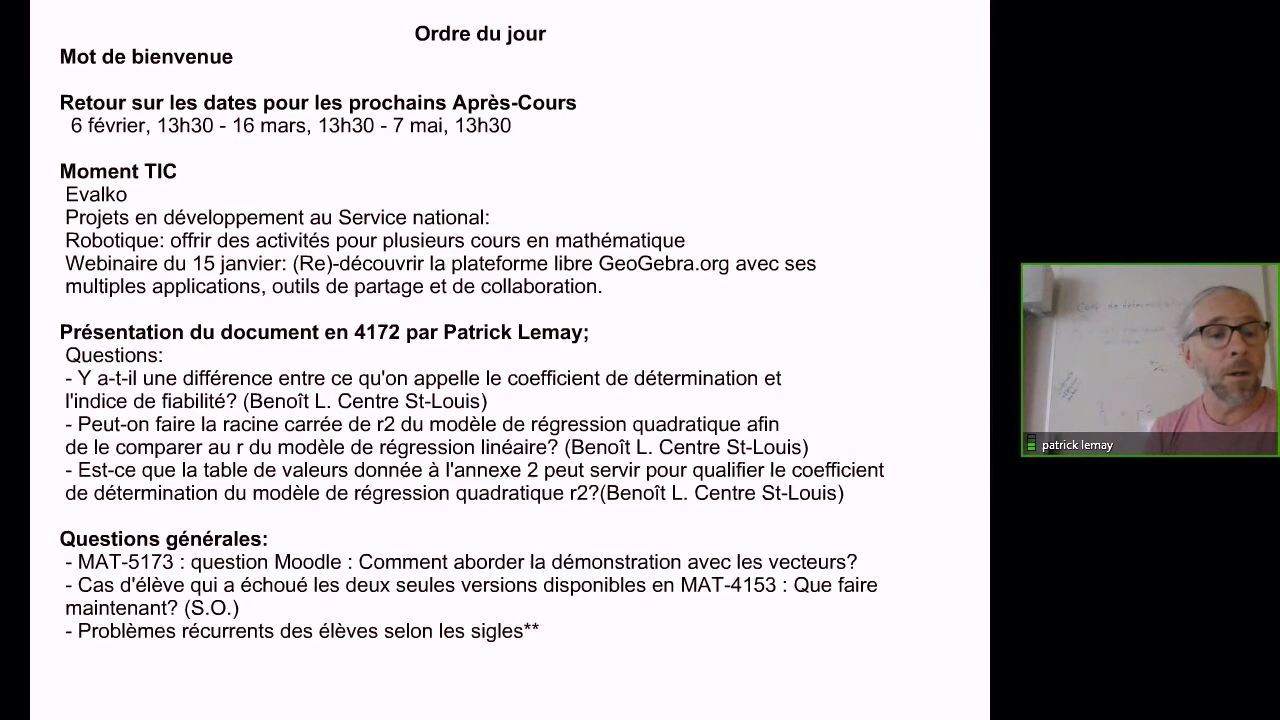 Ordre du jour
Mot de bienvenue
Retour sur les dates pour les prochains Après-Cours
6 février, 13h30 - 16 mars, 13h30 - 7 mai, 13h30
Moment TIC
Evalko
Projets en développement au Service national:
Robotique: offrir des activités pour plusieurs cours en mathématique
Webinaire du 15 janvier: (Re)-découvrir la plateforme libre GeoGebra.org avec ses
multiples applications, outils de partage et de collaboration.
Présentation du document en 4172 par Patrick Lemay;
Questions:
- Y a-t-il une différence entre ce qu'on appelle le coefficient de détermination et
l'indice de fiabilité? (Benoît L. Centre St-Louis)
- Peut-on faire la racine carrée de r2 du modèle de régression quadratique afin
de le comparer au r du modèle de régression linéaire? (Benoît L. Centre St-Louis)
- Est-ce que la table de valeurs donnée à l'annexe 2 peut servir pour qualifier le coefficient
de détermination du modèle de régression quadratique r2?(Benoît L. Centre St-Louis)
Questions générales:
- MAT-5173 : question Moodle : Comment aborder la démonstration avec les vecteurs?
- Cas d'élève qui a échoué les deux seules versions disponibles en MAT-4153 : Que faire
maintenant? (S.O.)
- Problèmes récurrents des élèves selon les sigles**
patrick lemay